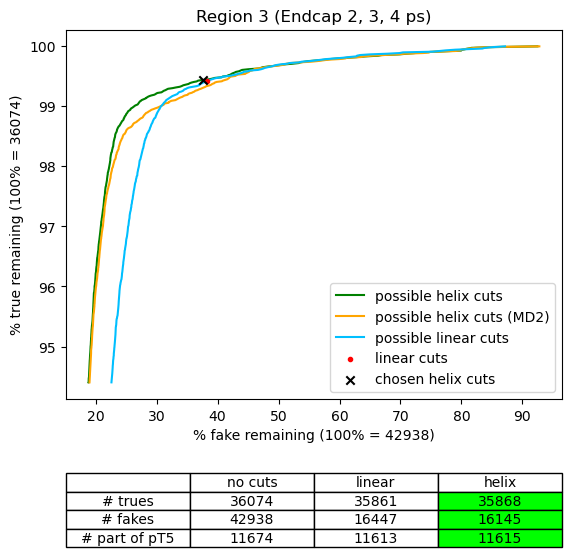 Region 3 (Endcap 2, 3, 4 ps)
100
99
98
97
96
95
% true remaining (100% = 36074)
possible helix cuts
possible helix cuts (MD2)
possible linear cuts
linear cuts
chosen helix cuts
20 30 40 50 60 70 80 90
% fake remaining (100% = 42938)
no cuts linear helix
# trues 36074 35861 35868
# fakes 42938 16447 16145
# part of pT5 11674 11613 11615